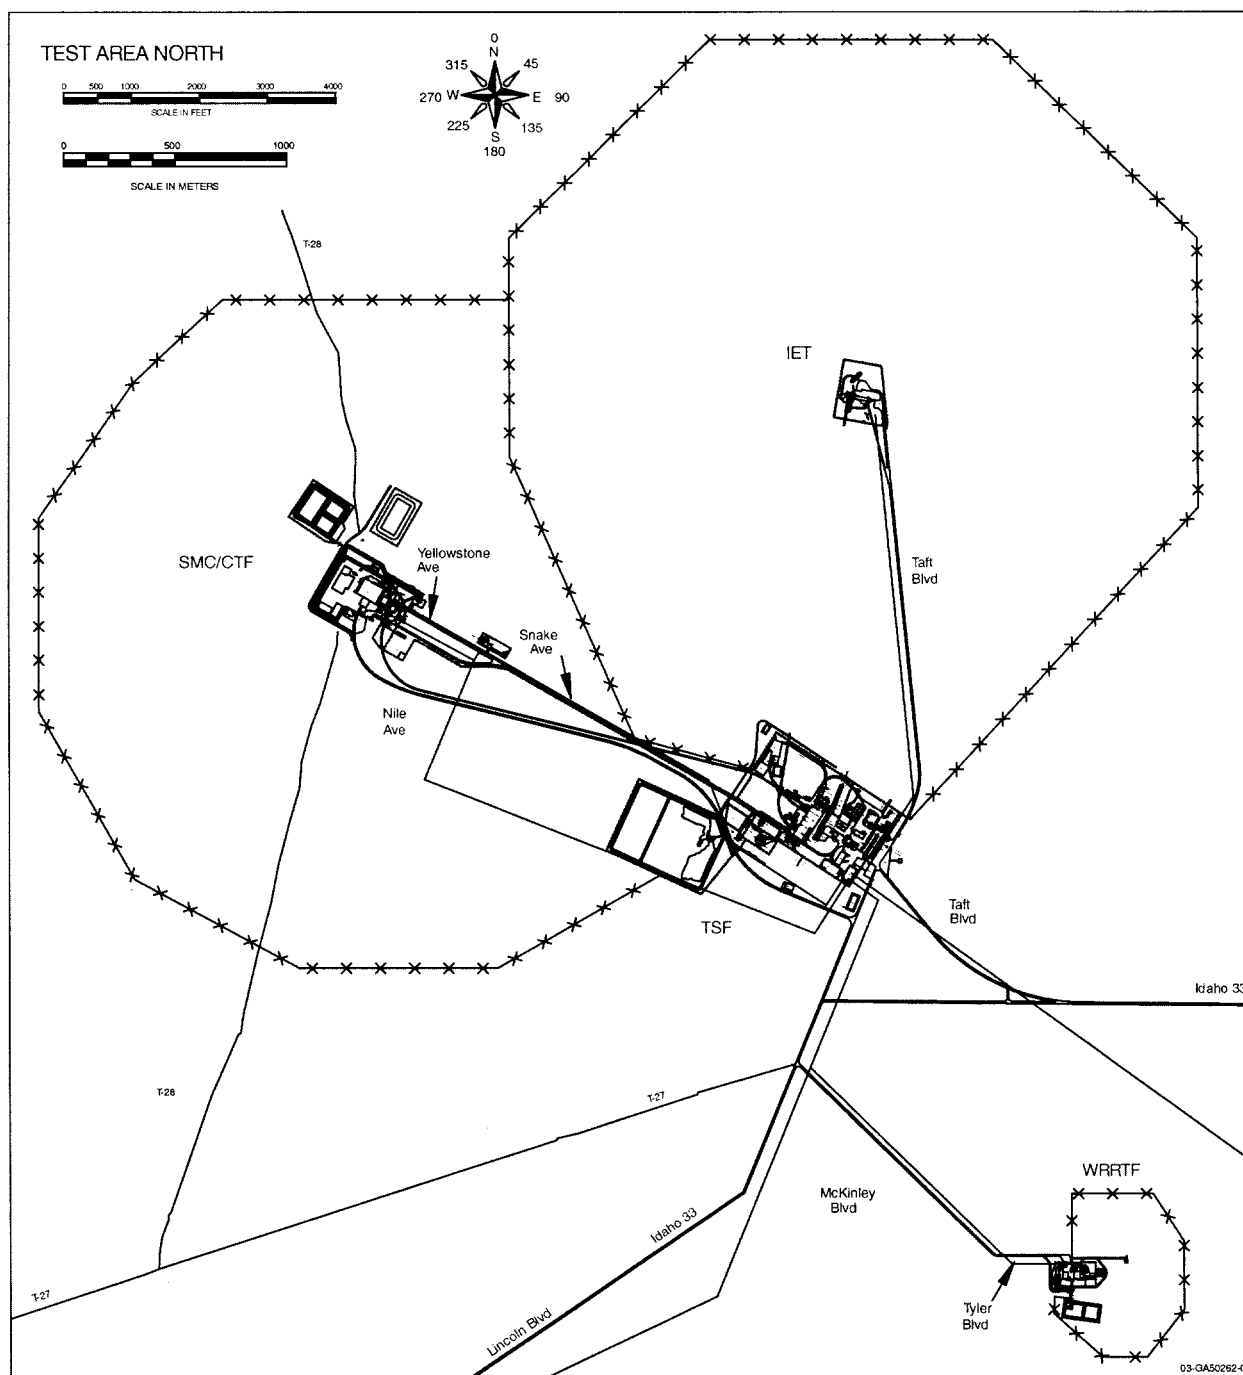 TEST AREA NORTH
0 500 1000 2000 3000 4000
SCALE IN FEET
0 500 1000
SCALE IN METERS
0
N
315 45
270 W E 90
225 135
S
180
T-28
IET
SMC/CTF
Yellowstone
Ave
Taft
Blvd
Snake
Ave
Nile
Ave
TSF
Taft
Blvd
Idaho 33
T-28
T-27
WRRTF
McKinley
Blvd
Idaho 33
T-27
Lincoln Blvd
Tyler
Blvd